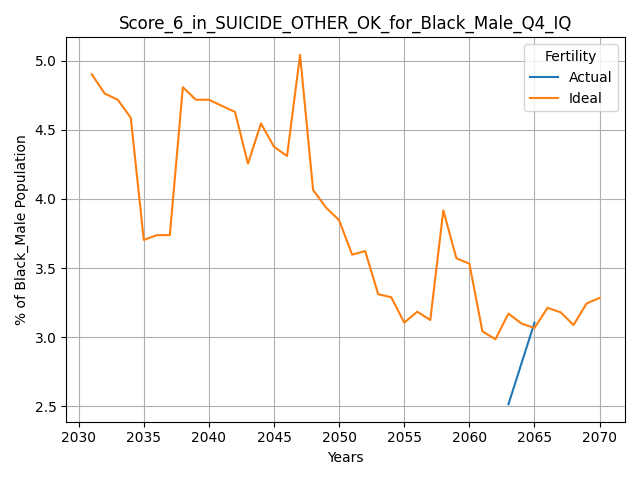 Score_6_in_SUICIDE_OTHER_OK_for_Black_Male_Q4_IQ
Fertility
Actual
Ideal
% of Black_Male Population
5.0
4.5
4.0
3.5
3.0
2.5
2030 2035 2040 2045 2050 2055 2060 2065 2070
Years